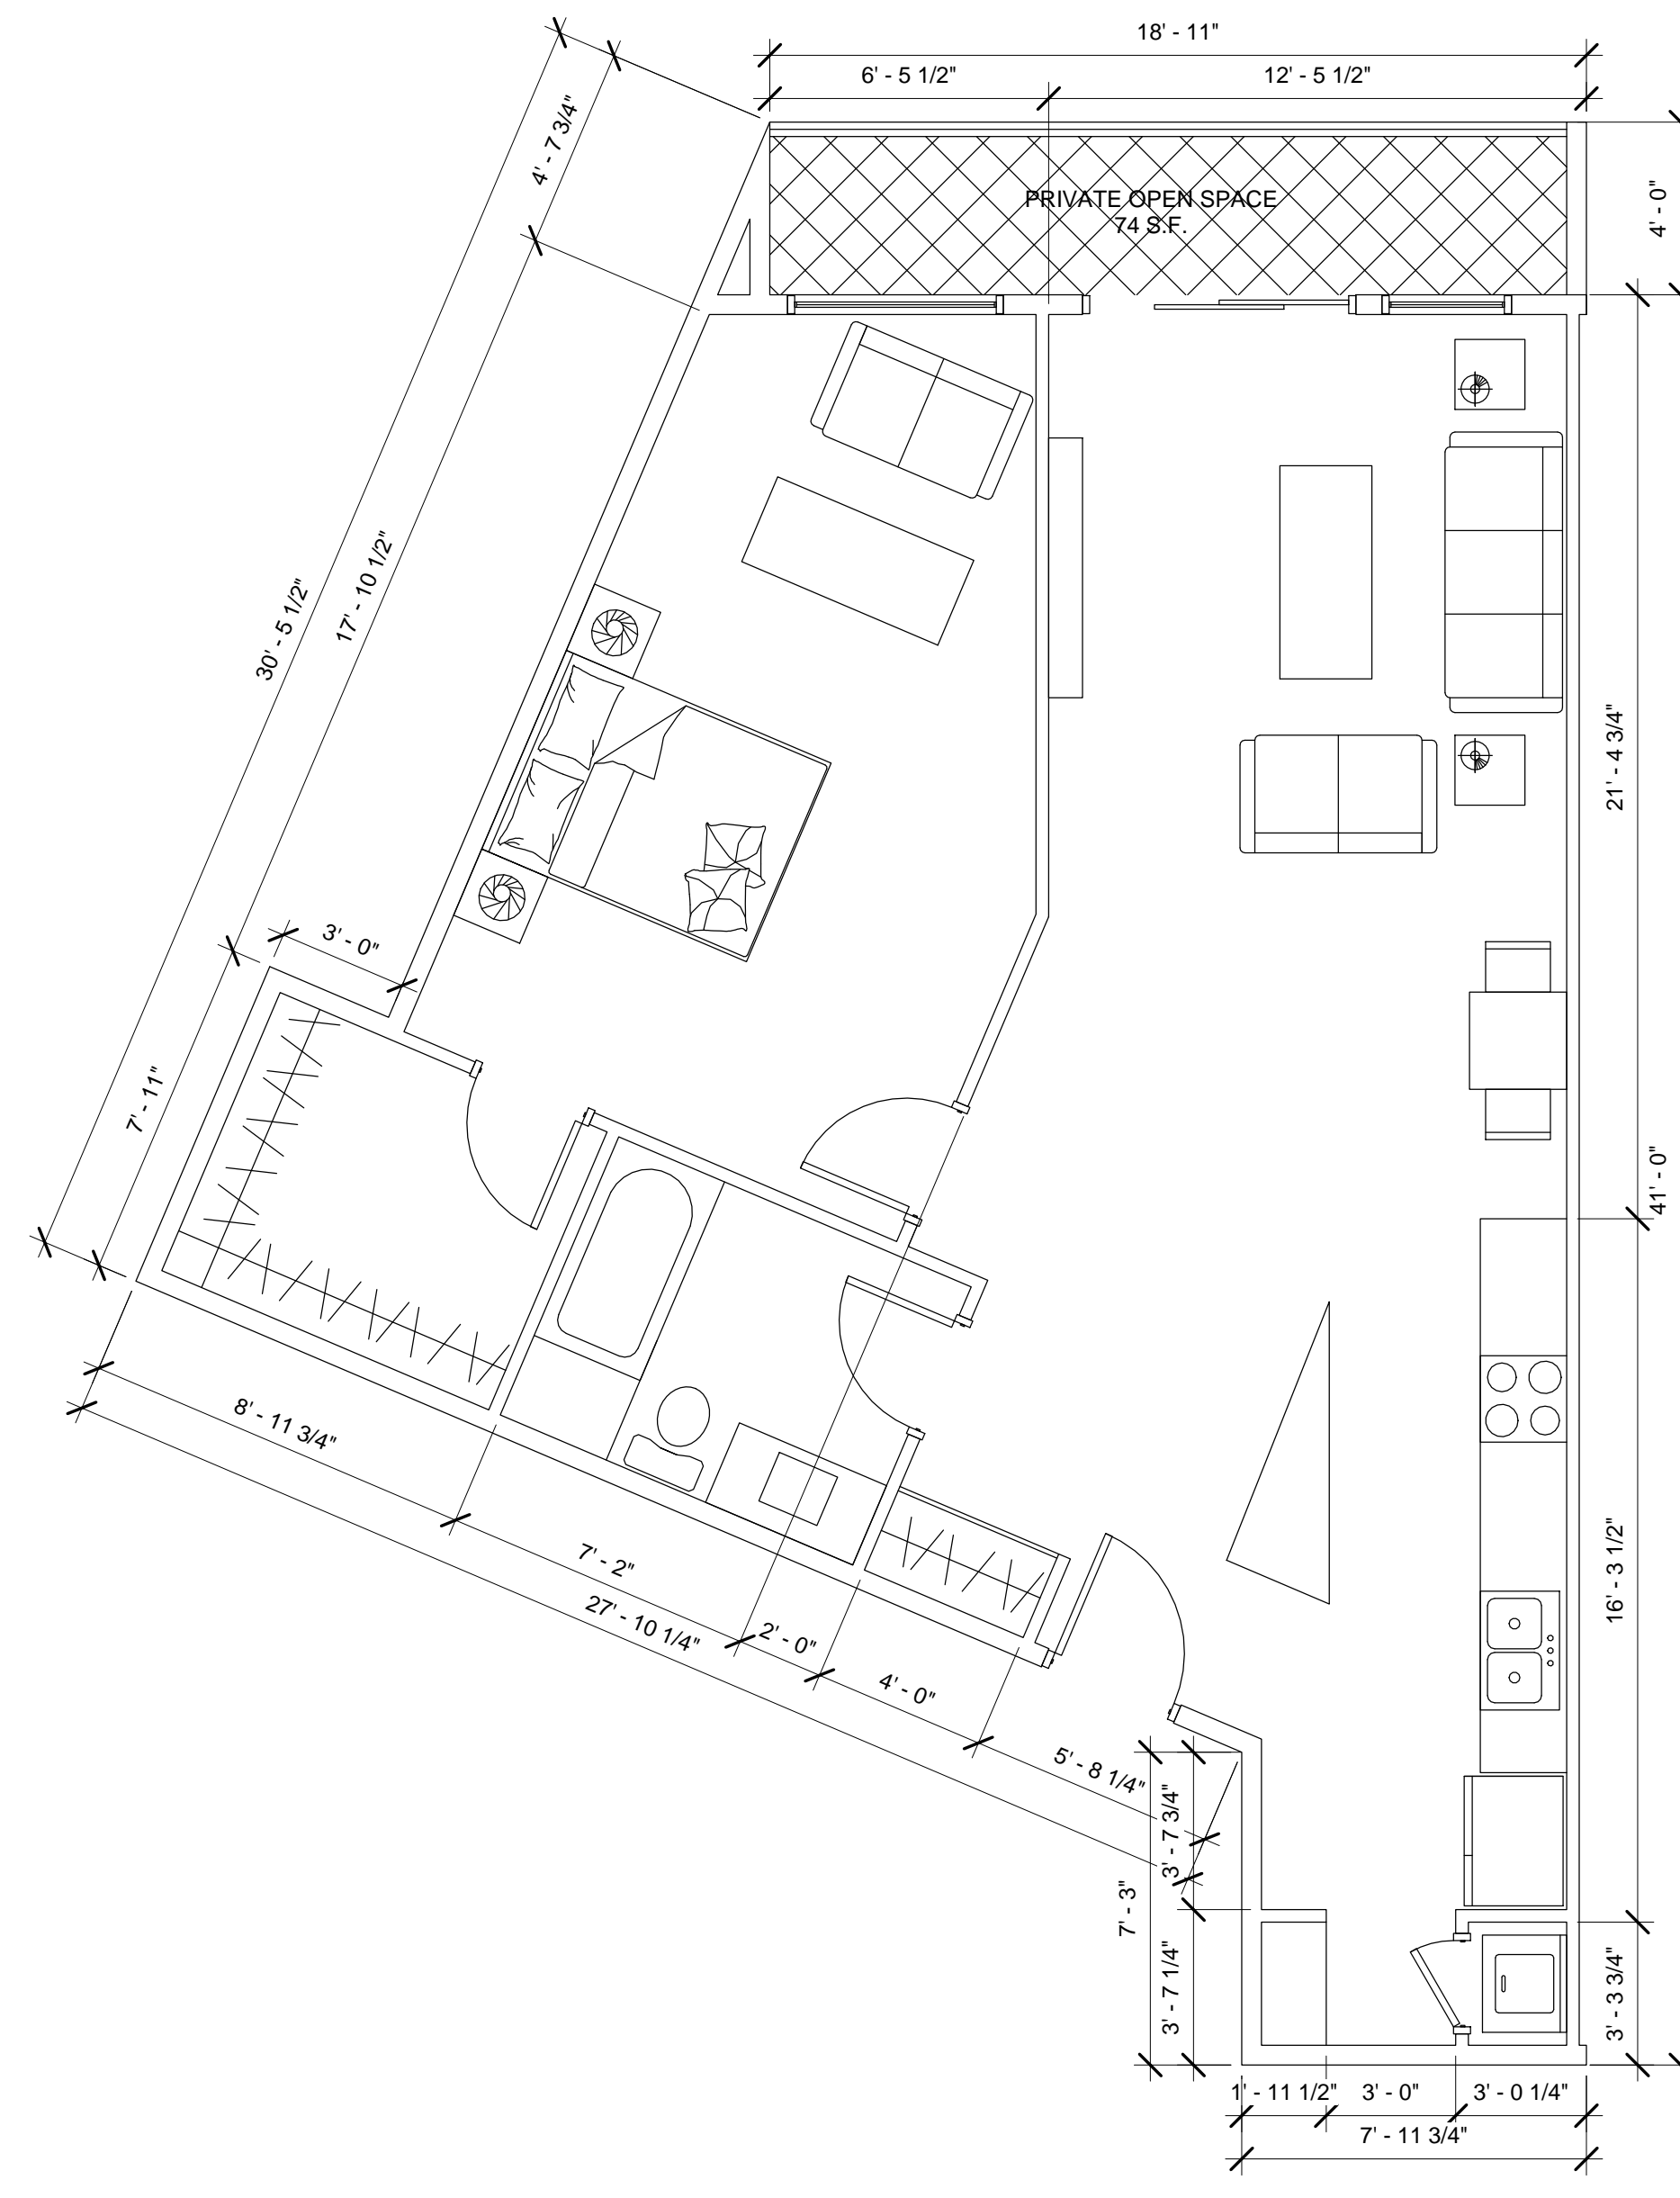 18' - 11"
6' - 5 1/2"
12' - 5 1/2"
4' - 7 3/4"
4' - 0"
PRIVATE OPEN SPACE
74 S.F.
30' - 5 1/2"
17' - 10 1/2"
21' - 4 3/4"
3' - 0"
7' - 11"
41' - 0"
8' - 11 3/4"
7' - 2"
27' - 10 1/4"
2' - 0"
4' - 0"
5' - 8 1/4"
16' - 3 1/2"
3' - 7 3/4"
7' - 3"
3' - 7 1/4"
3' - 3 3/4"
1' - 11 1/2"
3' - 0"
3' - 0 1/4"
7' - 11 3/4"